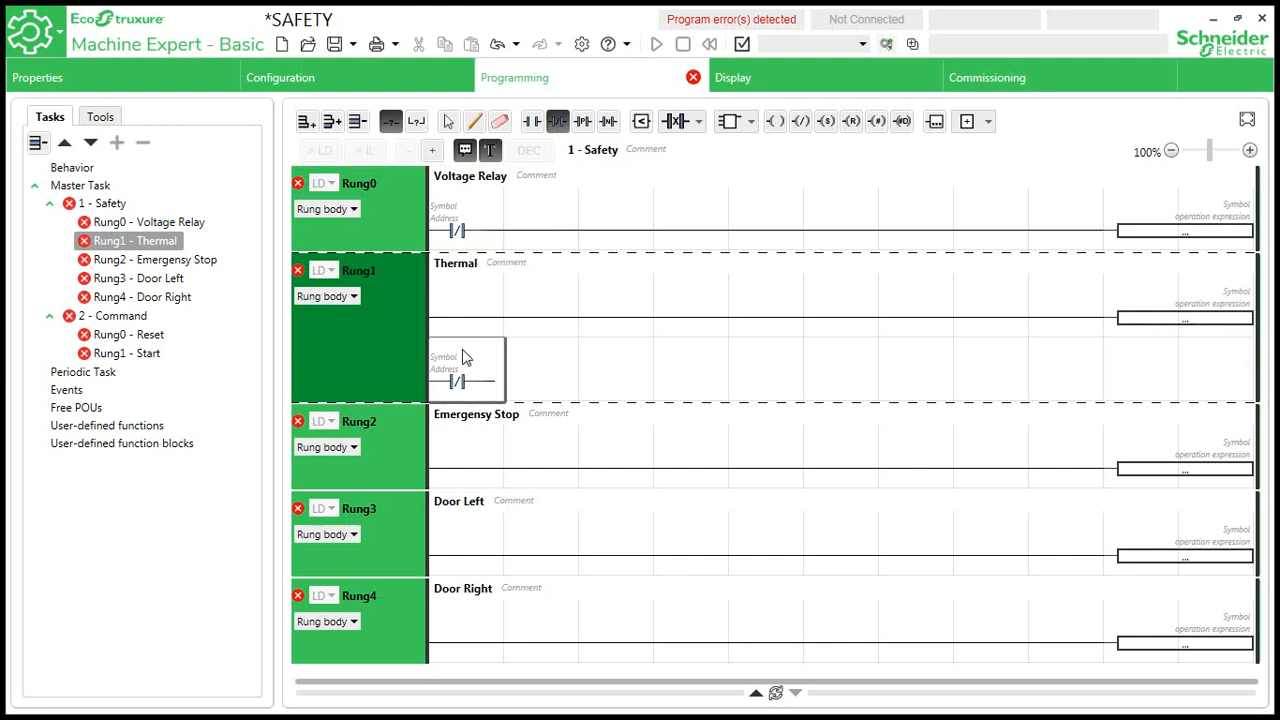 EcoStruxure
Machine Expert - Basic
*SAFETY
Program error(s) detected
Not Connected
Schneider
Electric
Properties
Configuration
Programming
Display
Commissioning
Tasks
Tools
Behavior
Master Task
1 - Safety
Rung0 - Voltage Relay
Rung1 - Thermal
Rung2 - Emergensy Stop
Rung3 - Door Left
Rung4 - Door Right
2 - Command
Rung0 - Reset
Rung1 - Start
Periodic Task
Events
Free POUs
User-defined functions
User-defined function blocks
> LD
= IL
-
+
T
DEC
1 - Safety
Comment
100%
LD
Rung0
Rung body
Voltage Relay
Comment
Symbol
Address
Symbol
operation expression
...
LD
Rung1
Rung body
Thermal
Comment
Symbol
operation expression
...
Symbol
Address
LD
Rung2
Rung body
Emergensy Stop
Comment
Symbol
operation expression
...
LD
Rung3
Rung body
Door Left
Comment
Symbol
operation expression
...
LD
Rung4
Rung body
Door Right
Comment
Symbol
operation expression
...